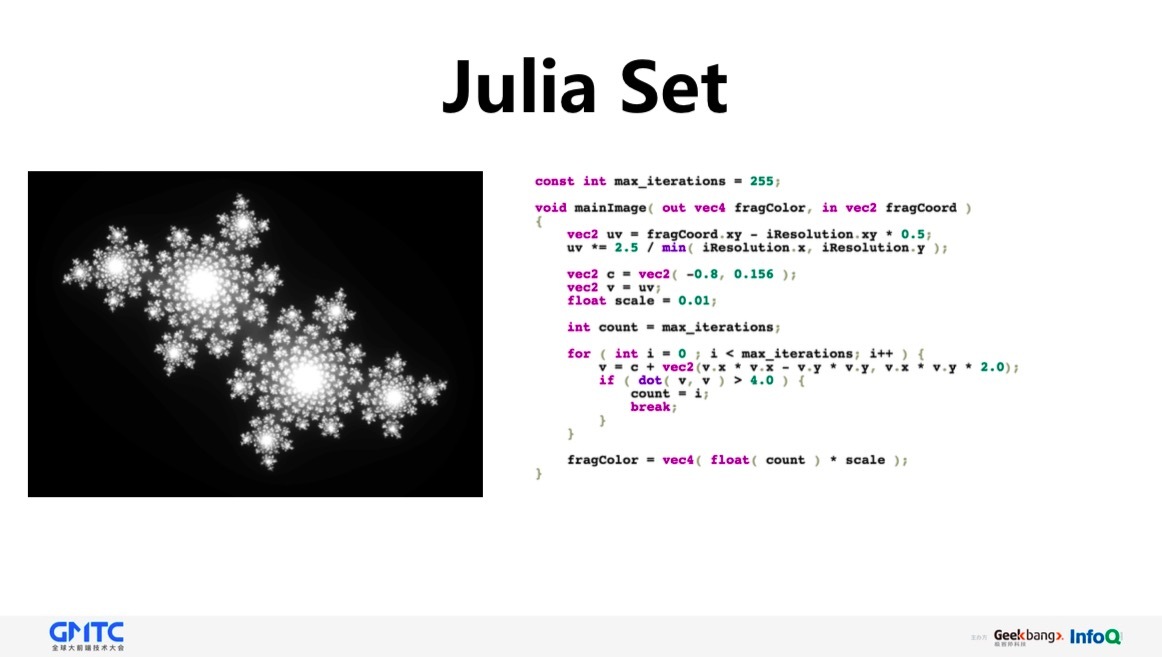 Julia Set
const int max_iterations = 255;
void mainImage( out vec4 fragColor, in vec2 fragCoord )
{
    vec2 uv = fragCoord.xy - iResolution.xy * 0.5;
    uv *= 2.5 / min( iResolution.x, iResolution.y );
    vec2 c = vec2( -0.8, 0.156 );
    vec2 v = uv;
    float scale = 0.01;
    int count = max_iterations;
    for ( int i = 0 ; i < max_iterations; i++ ) {
        v = c + vec2(v.x * v.x - v.y * v.y, v.x * v.y * 2.0);
        if ( dot( v, v ) > 4.0 ) {
            count = i;
            break;
        }
    }
    fragColor = vec4( float( count ) * scale );
}
GMTC
全球大前端技术大会
主办方 Geekbang>. InfoQ
极客邦科技